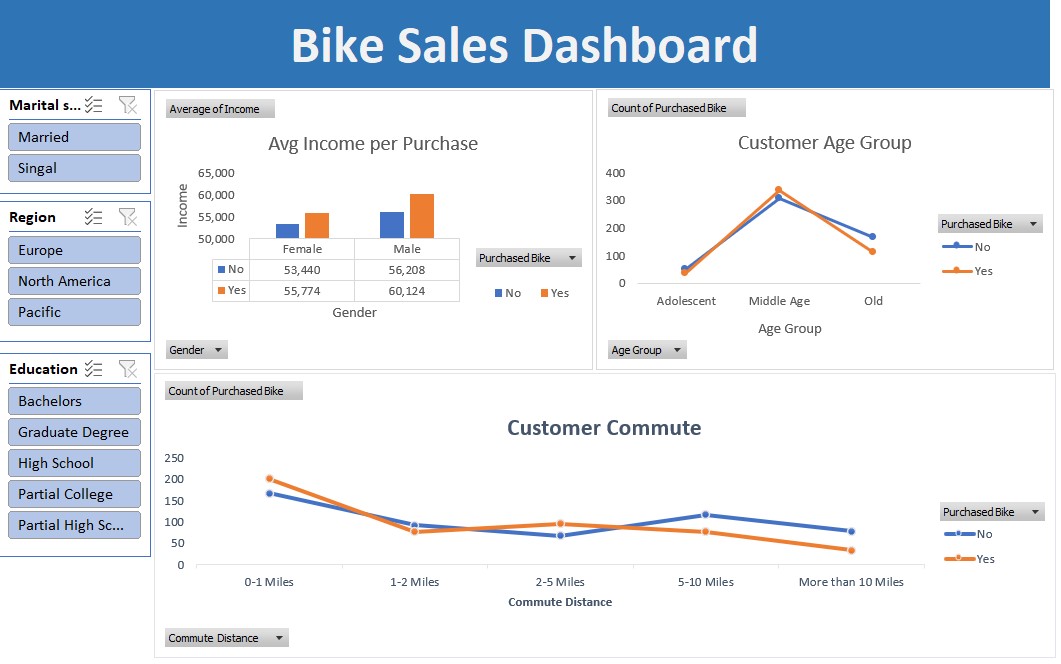 Bike Sales Dashboard
Marital s...
Married
Singal
Region
Europe
North America
Pacific
Education
Bachelors
Graduate Degree
High School
Partial College
Partial High Sc...
Average of Income
Avg Income per Purchase
Income
65,000
60,000
55,000
50,000
Female Male
No 53,440 56,208
Yes 55,774 60,124
Gender
Purchased Bike
No Yes
Gender
Count of Purchased Bike
Customer Age Group
400
300
200
100
0
Adolescent Middle Age Old
Age Group
Purchased Bike
No
Yes
Age Group
Count of Purchased Bike
Customer Commute
250
200
150
100
50
0
0-1 Miles 1-2 Miles 2-5 Miles 5-10 Miles More than 10 Miles
Commute Distance
Purchased Bike
No
Yes
Commute Distance